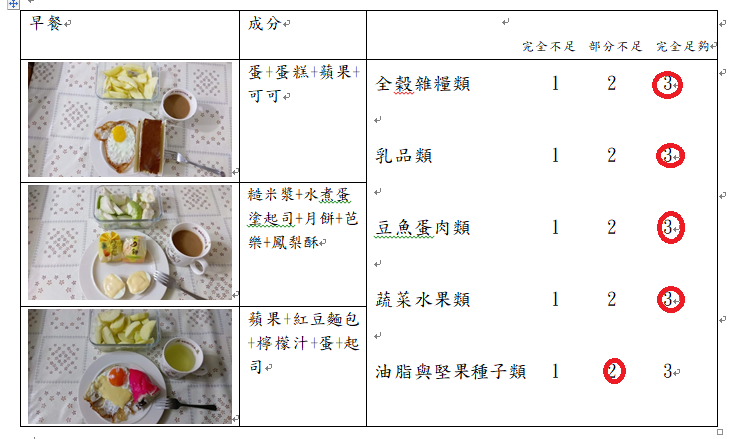 早餐
成分
完全不足 部分不足 完全足夠
蛋+蛋糕+蘋果+
可可
糙米漿+水煮蛋
塗起司+月餅+芭
樂+鳳梨酥
蘋果+紅豆麵包
+檸檬汁+蛋+起
司
全穀雜糧類 1 2 3
乳品類 1 2 3
豆魚蛋肉類 1 2 3
蔬菜水果類 1 2 3
油脂與堅果種子類 1 2 3